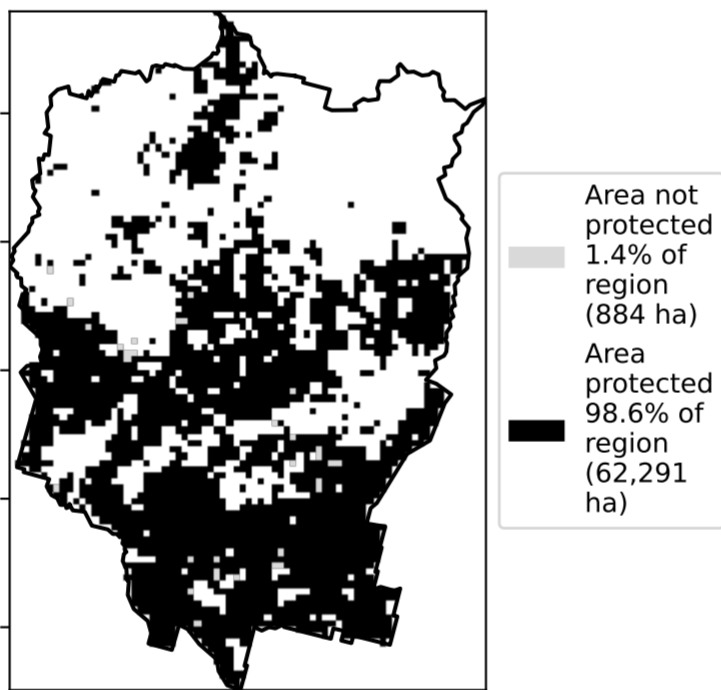 Area not
protected
1.4% of
region
(884 ha)
Area
protected
98.6% of
region
(62,291
ha)